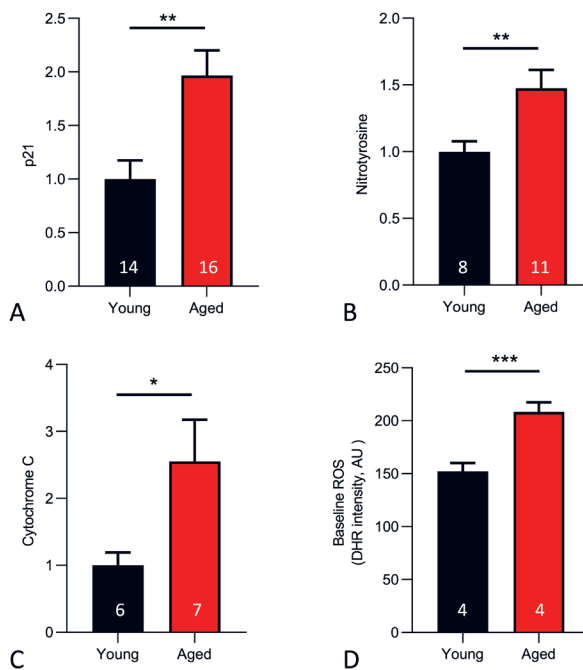 **
2.5
2.0
1.5
1.0
0.5
0.0
p21
14
16
Young
Aged
A
**
2.0
1.5
1.0
0.5
0.0
Nitrotyrosine
8
11
Young
Aged
B
*
4
3
2
1
0
Cytochrome C
6
7
Young
Aged
C
***
250
200
150
100
50
0
Baseline ROS
(DHR intensity, AU )
4
4
Young
Aged
D